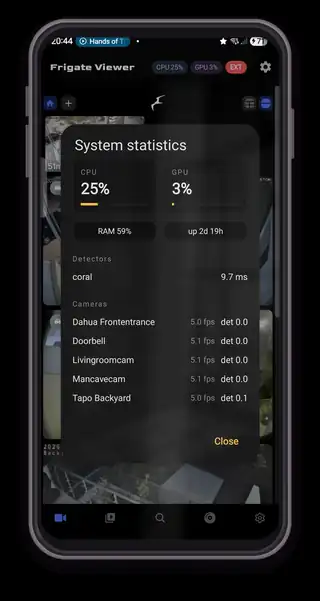 20:44 Hands of T 71
Frigate Viewer CPU 25% GPU 3% EXT
System statistics
CPU GPU
25% 3%
RAM 59% up 2d 19h
Detectors
coral 9.7 ms
Cameras
Dahua Frontentrance 5.0 fps det 0.0
Doorbell 5.1 fps det 0.0
Livingroomcam 5.1 fps det 0.0
Mancavecam 5.1 fps det 0.0
Tapo Backyard 5.0 fps det 0.1
Close